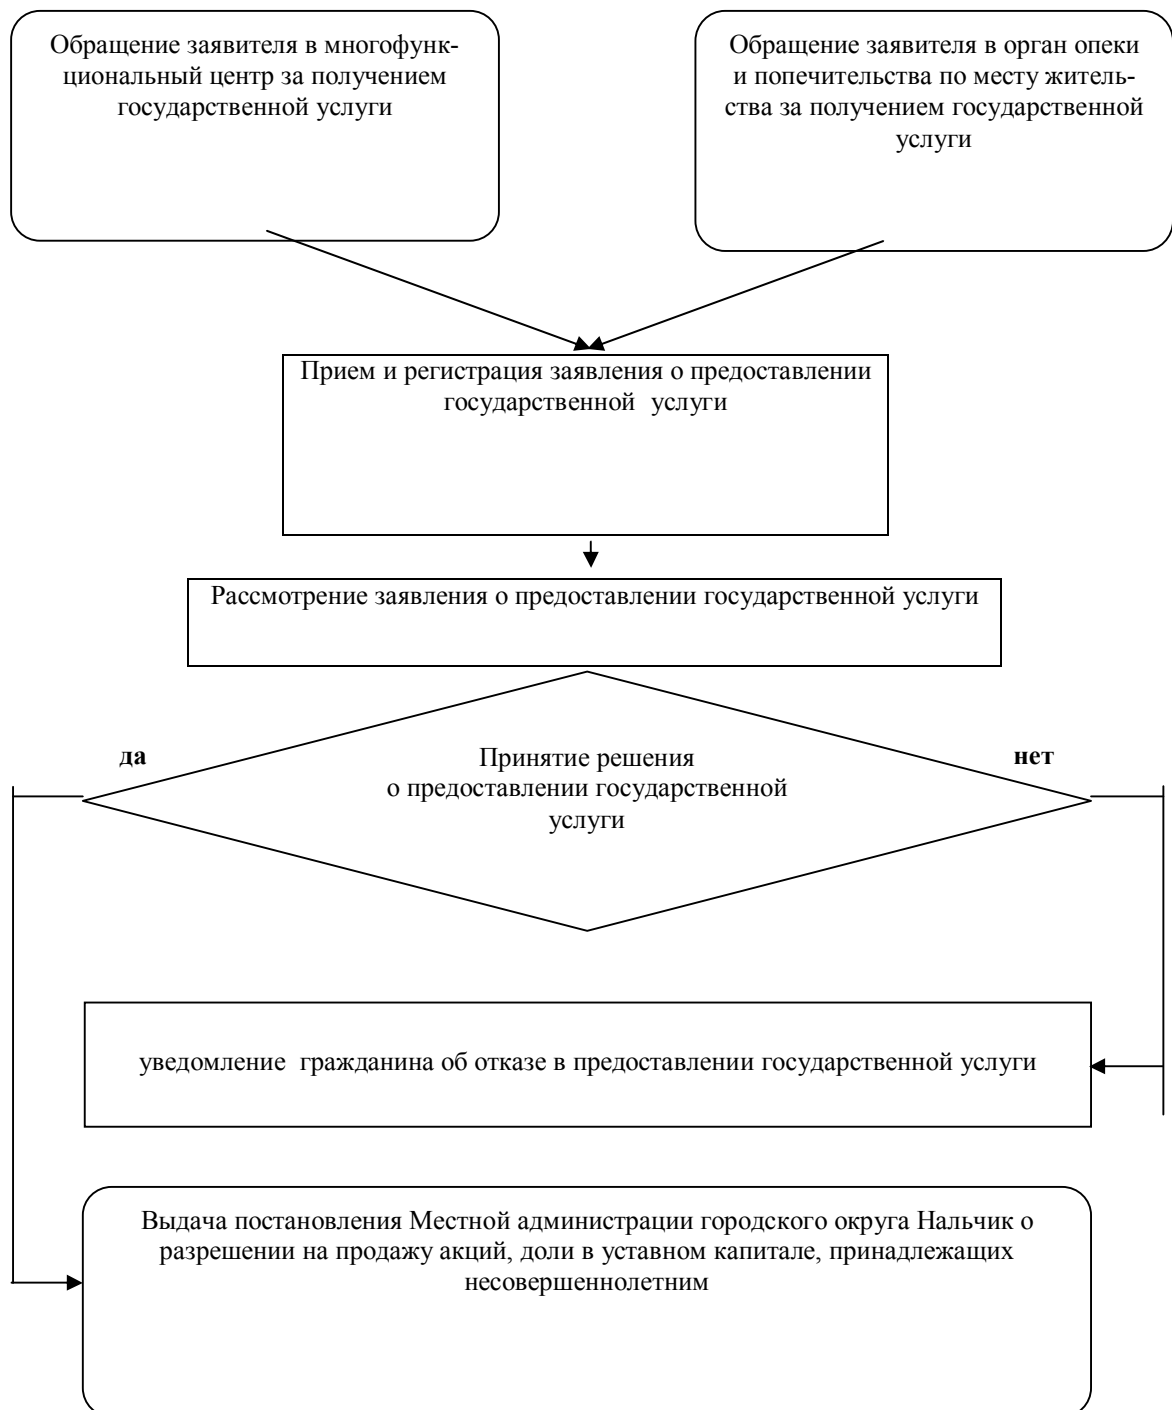 Обращение заявителя в многофунк-
циональный центр за получением
государственной услуги
Обращение заявителя в орган опеки
и попечительства по месту житель-
ства за получением государственной
услуги
Прием и регистрация заявления о предоставлении
государственной услуги
Рассмотрение заявления о предоставлении государственной услуги
да
Принятие решения
о предоставлении государственной
услуги
нет
уведомление гражданина об отказе в предоставлении государственной услуги
Выдача постановления Местной администрации городского округа Нальчик о
разрешении на продажу акций, доли в уставном капитале, принадлежащих
несовершеннолетним